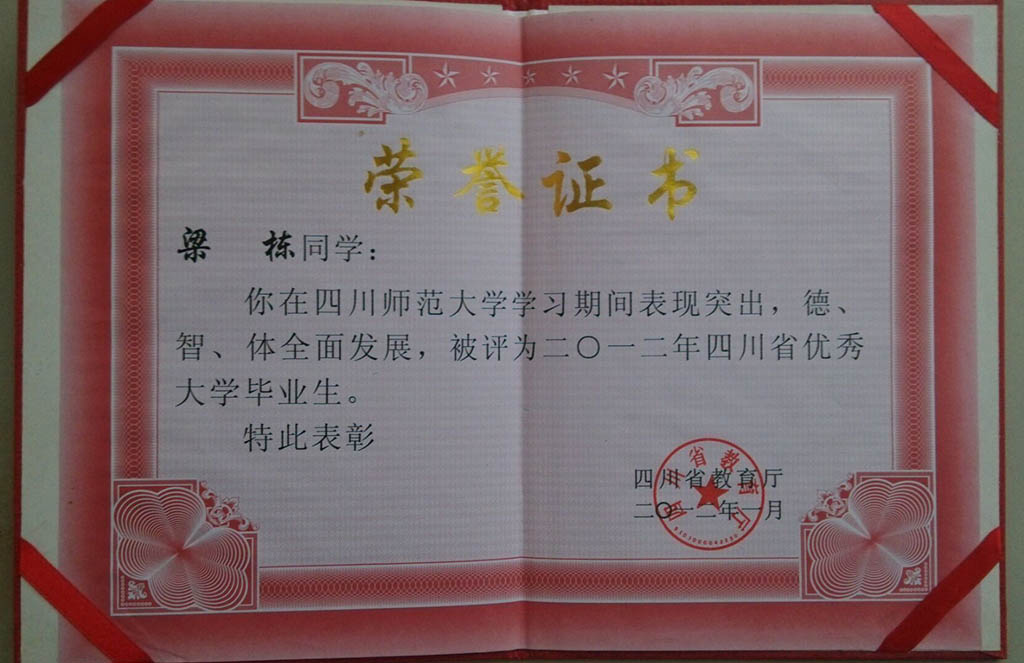 荣誉证书
梁 栋同学：
你在四川师范大学学习期间表现突出，德、
智、体全面发展，被评为二〇一二年四川省优秀
大学毕业生。
特此表彰
四川省教育厅
二〇一二年一月
四川省教育厅